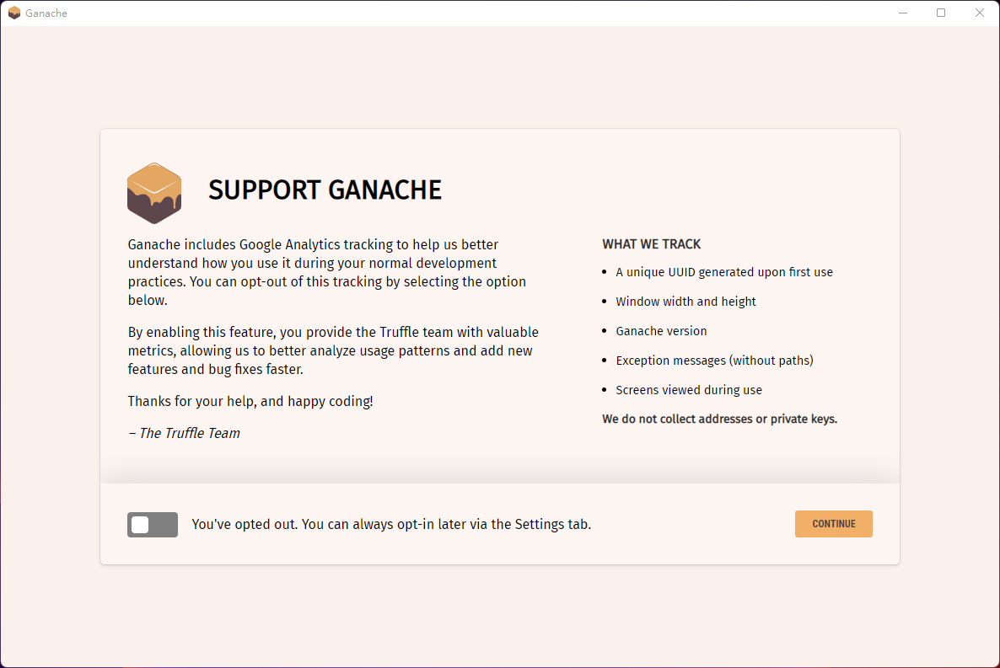 Ganache
SUPPORT GANACHE
Ganache includes Google Analytics tracking to help us better
understand how you use it during your normal development
practices. You can opt-out of this tracking by selecting the option
below.
By enabling this feature, you provide the Truffle team with valuable
metrics, allowing us to better analyze usage patterns and add new
features and bug fixes faster.
Thanks for your help, and happy coding!
– The Truffle Team
WHAT WE TRACK
• A unique UUID generated upon first use
• Window width and height
• Ganache version
• Exception messages (without paths)
• Screens viewed during use
We do not collect addresses or private keys.
You've opted out. You can always opt-in later via the Settings tab.
CONTINUE